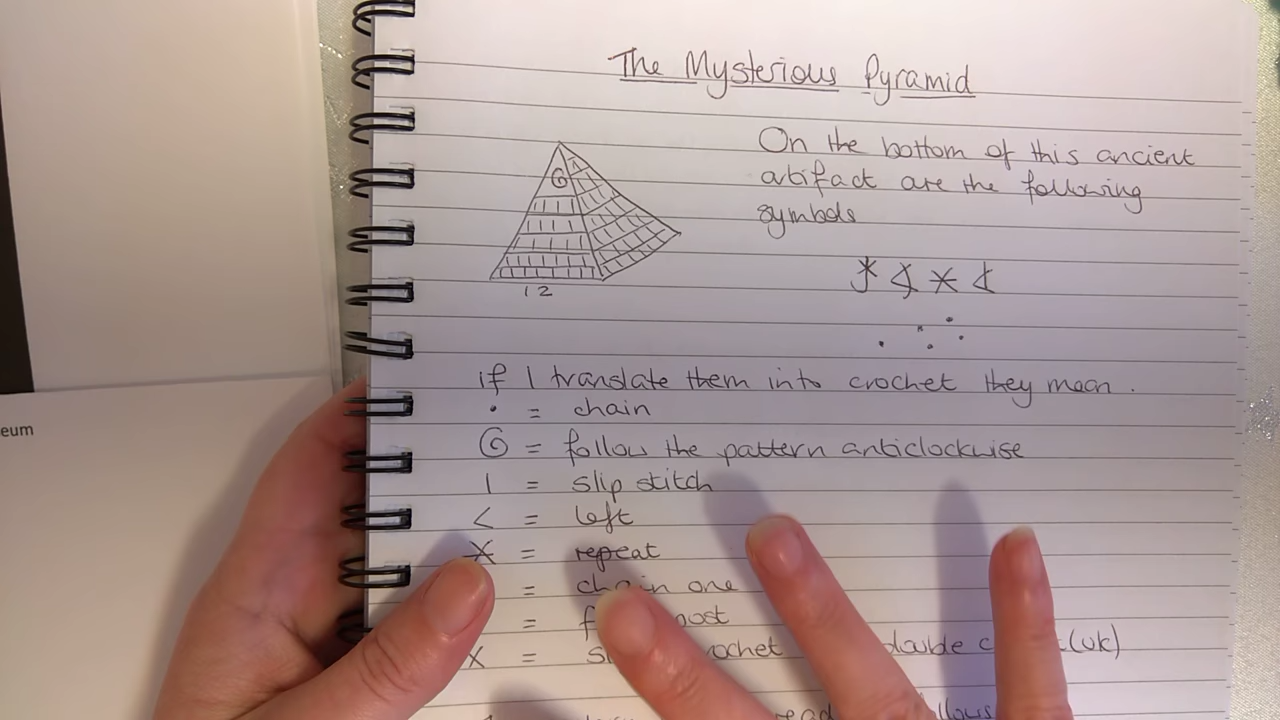 The Mysterious Pyramid
On the bottom of this ancient
artifact are the following
symbols
G
12
if I translate them into crochet they mean.
• = chain
G = follow the pattern anticlockwise
| = slip stitch
< = left
X = repeat
= chain one
=
X = double (UK)
eum